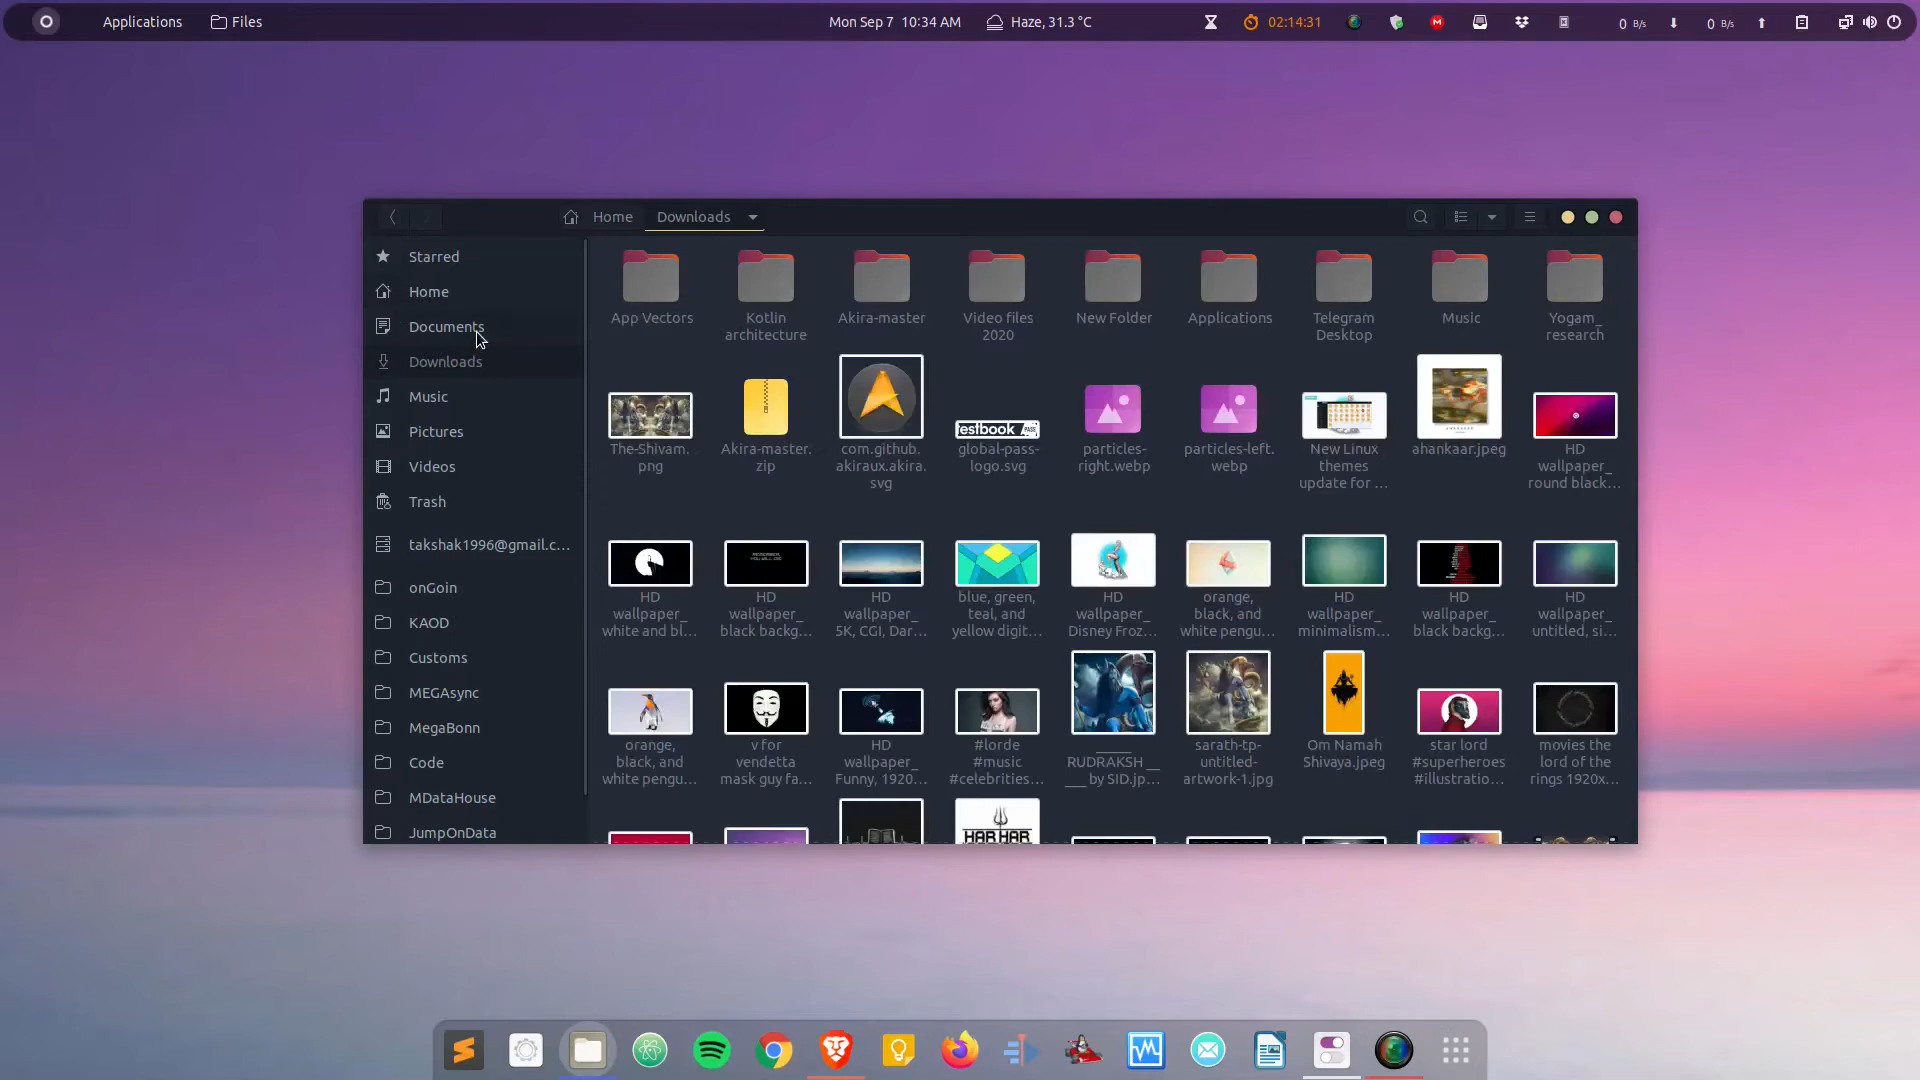 Applications
Files
Mon Sep 7 10:34 AM
Haze, 31.3 °C
02:14:31
0 B/s
0 B/s
Home
Downloads
Starred
Home
Documents
Downloads
Music
Pictures
Videos
Trash
takshak1996@gmail.c...
onGoin
KAOD
Customs
MEGAsync
MegaBonn
Code
MDataHouse
JumpOnData
App Vectors
Kotlin
architecture
Akira-master
Video files
2020
New Folder
Applications
Telegram
Desktop
Music
Yogam_
research
The-Shivam.
png
Akira-master.
zip
com.github.
akiraux.akira.
svg
estbook PASS
global-pass-
logo.svg
particles-
right.webp
particles-left.
webp
New Linux
themes
update for ...
ahankaar.jpeg
HD
wallpaper_
round black...
HD
wallpaper_
white and bl...
HD
wallpaper_
black backg...
HD
wallpaper_
5K, CGI, Dar...
blue, green,
teal, and
yellow digit...
HD
wallpaper_
Disney Froz...
orange,
black, and
white pengu...
HD
wallpaper_
minimalism...
HD
wallpaper_
black backg...
HD
wallpaper_
untitled, si...
orange,
black, and
white pengu...
v for
vendetta
mask guy fa...
HD
wallpaper_
Funny, 1920...
#lorde
#music
#celebrities...
_____
RUDRAKSH __
___ by SID.jp...
sarath-tp-
untitled-
artwork-1.jpg
Om Namah
Shivaya.jpeg
star lord
#superheroes
#illustratio...
movies the
lord of the
rings 1920x...
HAR HAR